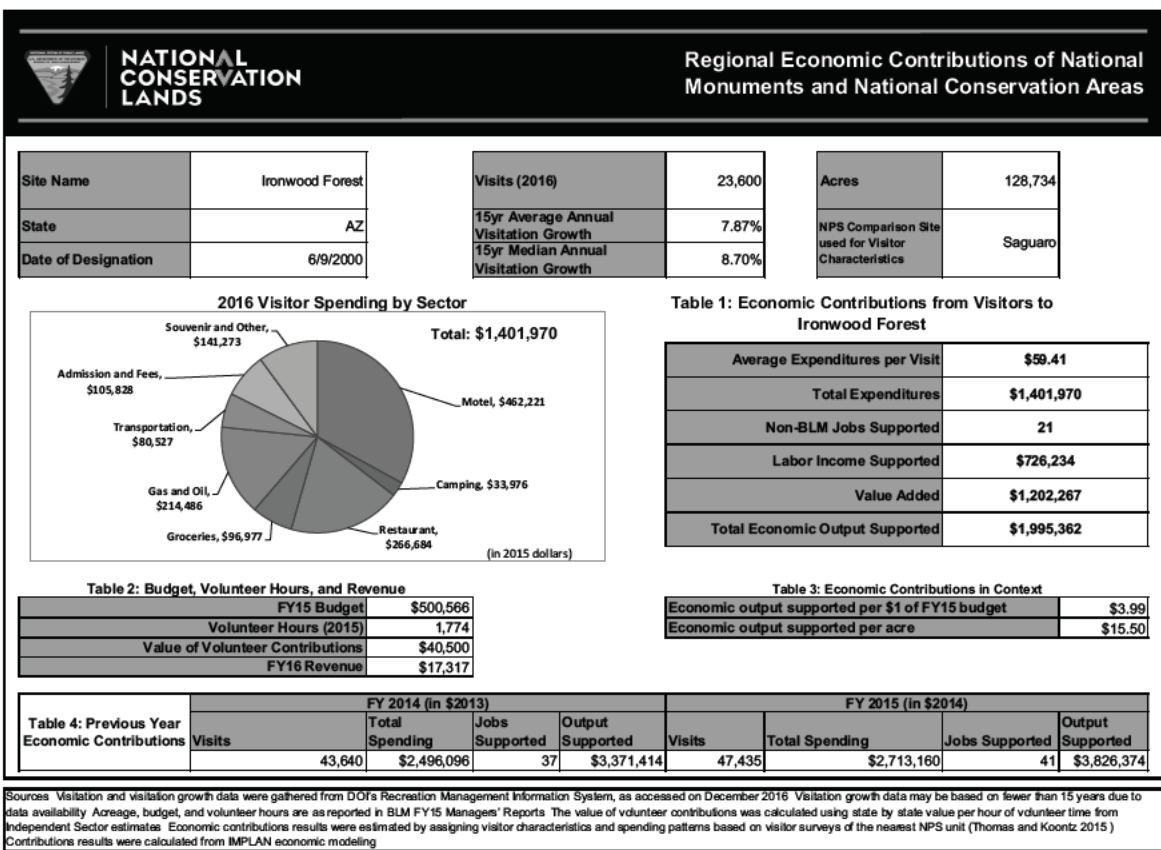 NATIONAL
CONSERVATION
LANDS
Regional Economic Contributions of National
Monuments and National Conservation Areas
Site Name Ironwood Forest
State AZ
Date of Designation 6/9/2000
Visits (2016) 23,600
15yr Average Annual
Visitation Growth 7.87%
15yr Median Annual
Visitation Growth 8.70%
Acres 128,734
NPS Comparison Site
used for Visitor
Characteristics
Saguaro
2016 Visitor Spending by Sector
Total: $1,401,970
Souvenir and Other,
$141,273
Admission and Fees,
$105,828
Transportation,
$80,527
Gas and Oil,
$214,486
Groceries, $96,977
Motel, $462,221
Camping, $33,976
Restaurant,
$266,684
(in 2015 dollars)
Table 1: Economic Contributions from Visitors to
Ironwood Forest
Average Expenditures per Visit $59.41
Total Expenditures $1,401,970
Non-BLM Jobs Supported 21
Labor Income Supported $726,234
Value Added $1,202,267
Total Economic Output Supported $1,995,362
Table 2: Budget, Volunteer Hours, and Revenue
FY15 Budget $500,566
Volunteer Hours (2015) 1,774
Value of Volunteer Contributions $40,500
FY16 Revenue $17,317
Table 3: Economic Contributions in Context
Economic output supported per $1 of FY15 budget $3.99
Economic output supported per acre $15.50
Table 4: Previous Year
Economic Contributions
FY 2014 (in $2013) FY 2015 (in $2014)
Visits Total Spending Jobs Supported Output Supported Visits Total Spending Jobs Supported Output Supported
43,640 $2,496,096 37 $3,371,414 47,435 $2,713,160 41 $3,826,374
Sources Visitation and visitation growth data were gathered from DOI's Recreation Management Information System, as accessed on December 2016 Visitation growth data may be based on fewer than 15 years due to
data availability Acreage, budget, and volunteer hours are as reported in BLM FY15 Managers' Reports The value of volunteer contributions was calculated using state by state value per hour of volunteer time from
Independent Sector estimates Economic contributions results were estimated by assigning visitor characteristics and spending patterns based on visitor surveys of the nearest NPS unit (Thomas and Koontz 2015 )
Contributions results were calculated from IMPLAN economic modeling